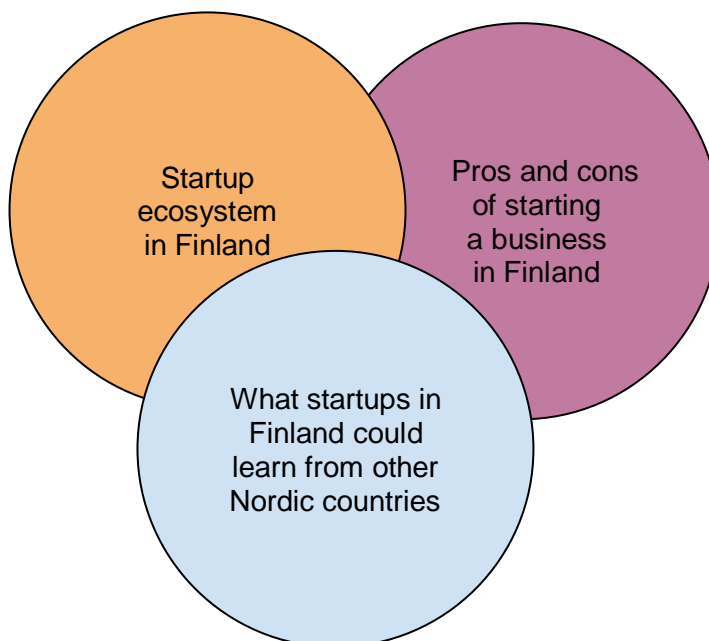 Startup
ecosystem
in Finland
Pros and cons
of starting
a business
in Finland
What startups in
Finland could
learn from other
Nordic countries